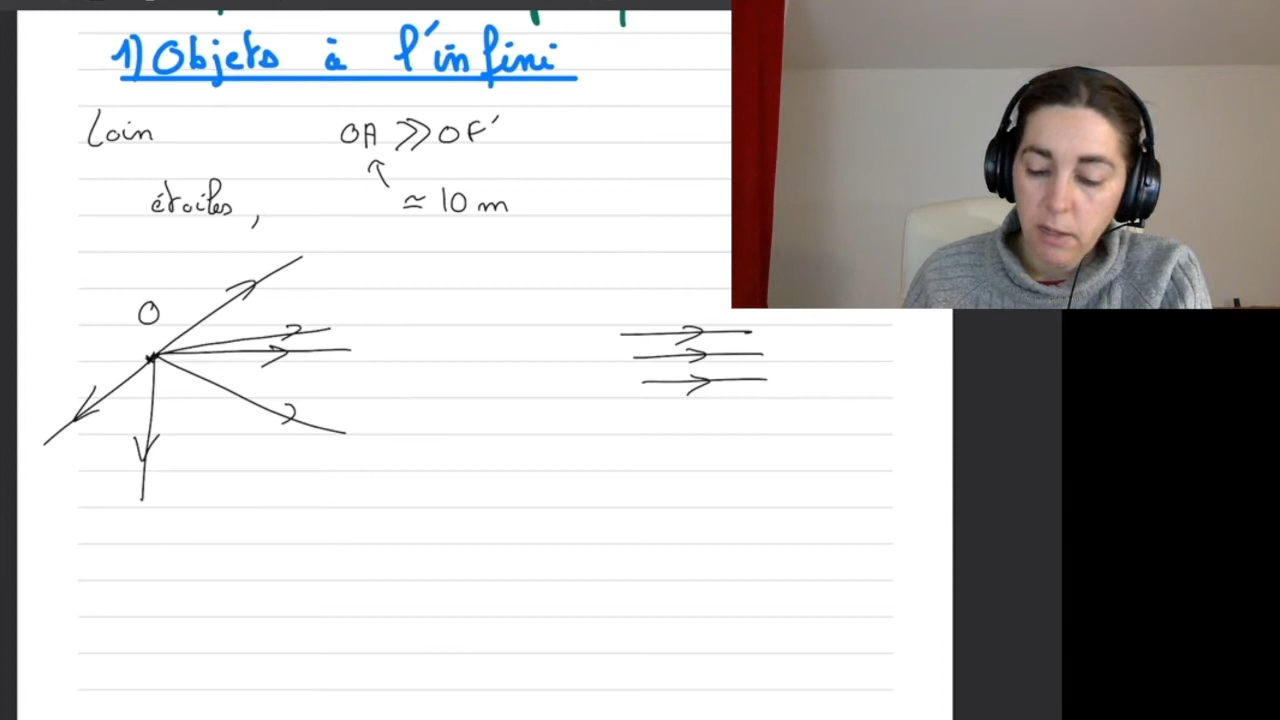 1) Objets à l'infini
Loin OA >> OF'
étoiles, ≃ 10 m
O